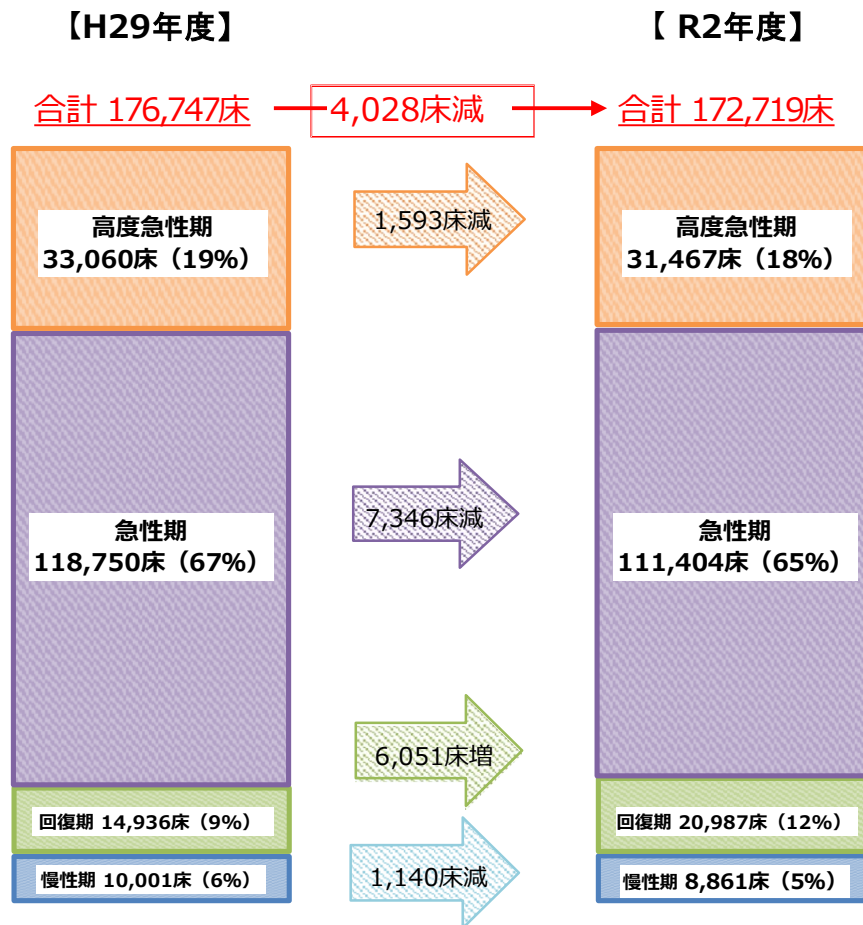 【H29年度】
【 R2年度】
合計 176,747床
4,028床減
合計 172,719床
高度急性期
33,060床（19%）
1,593床減
高度急性期
31,467床（18%）
急性期
118,750床（67%）
7,346床減
急性期
111,404床（65%）
回復期 14,936床（9%）
6,051床増
回復期 20,987床（12%）
慢性期 10,001床（6%）
1,140床減
慢性期 8,861床（5%）